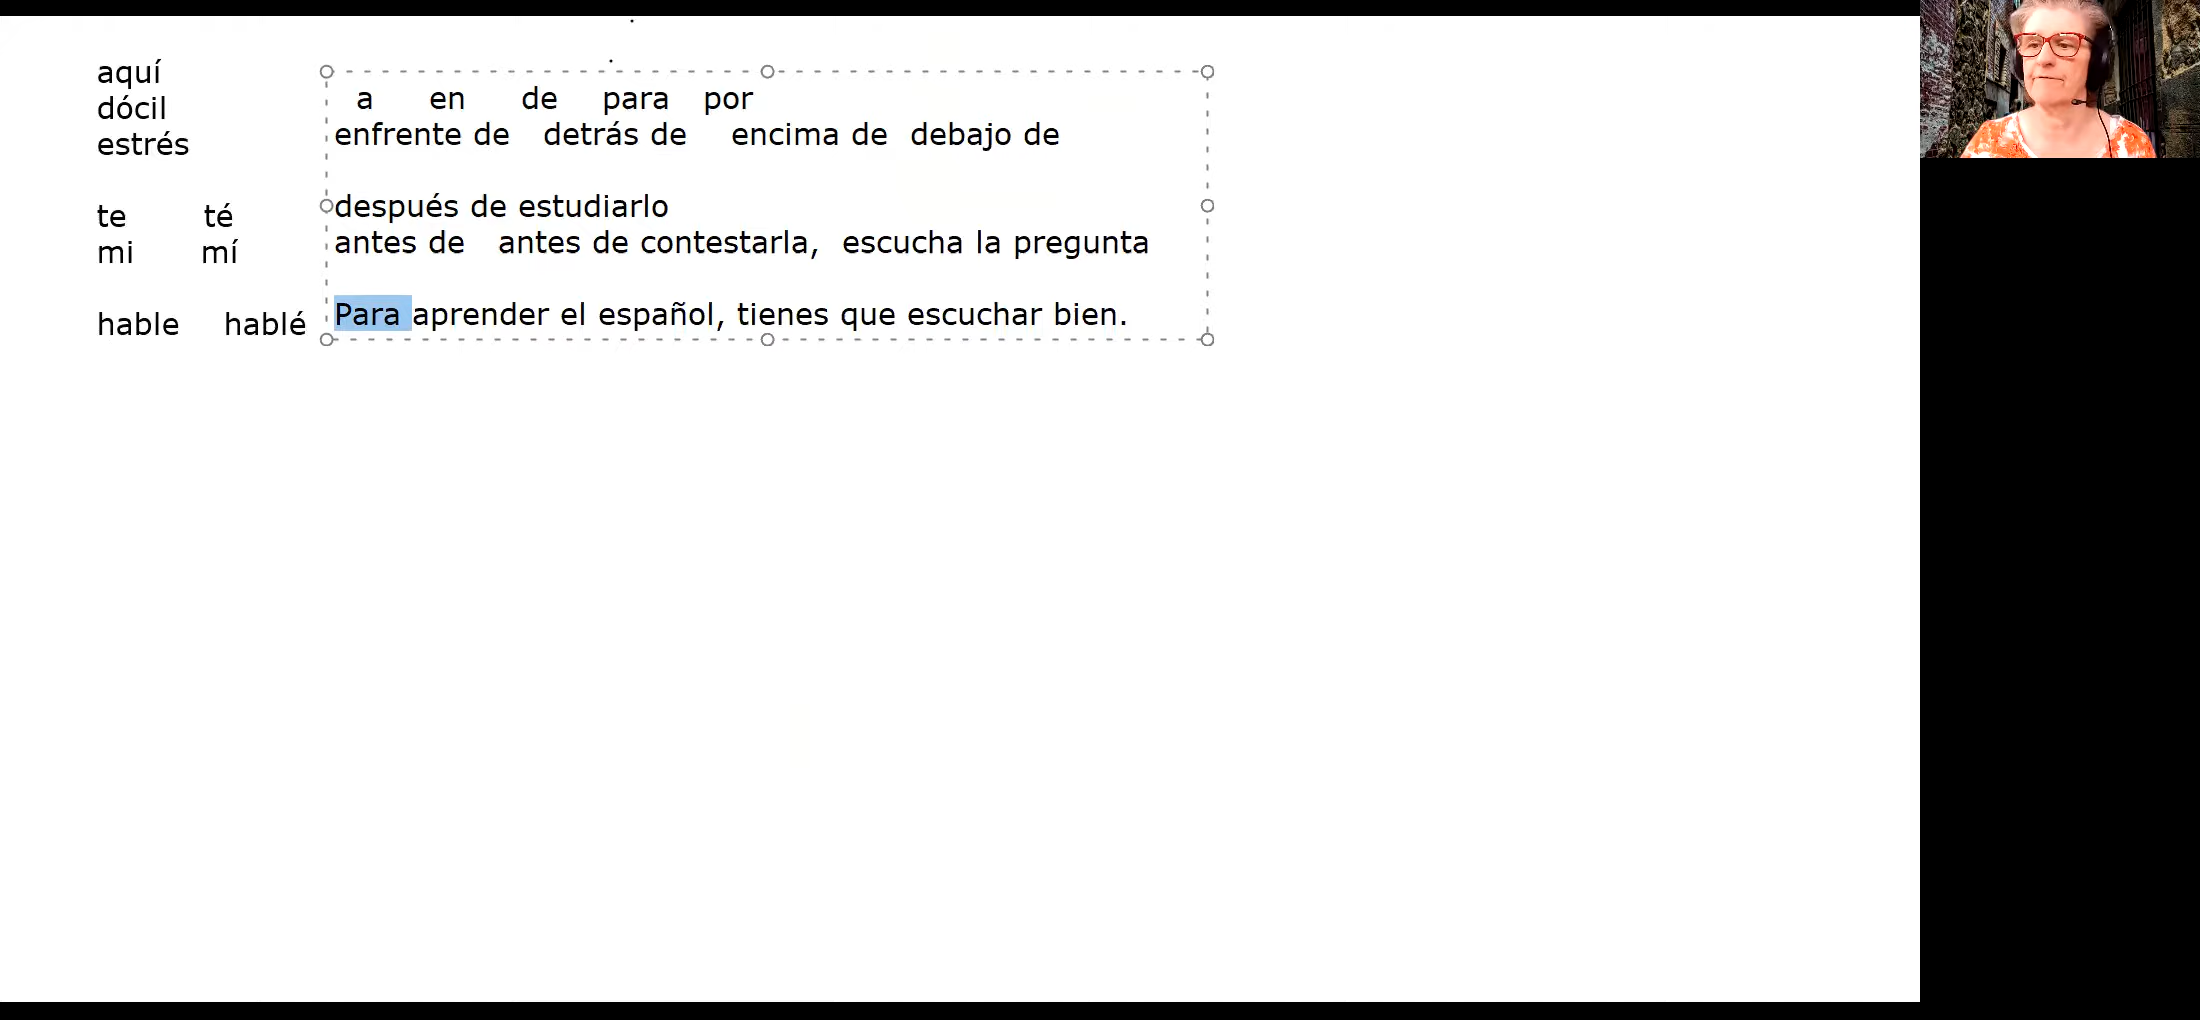 aquí
dócil
estrés
te té
mi mí
hable hablé
a en de para por
enfrente de detrás de encima de debajo de
después de estudiarlo
antes de antes de contestarla, escucha la pregunta
Para aprender el español, tienes que escuchar bien.